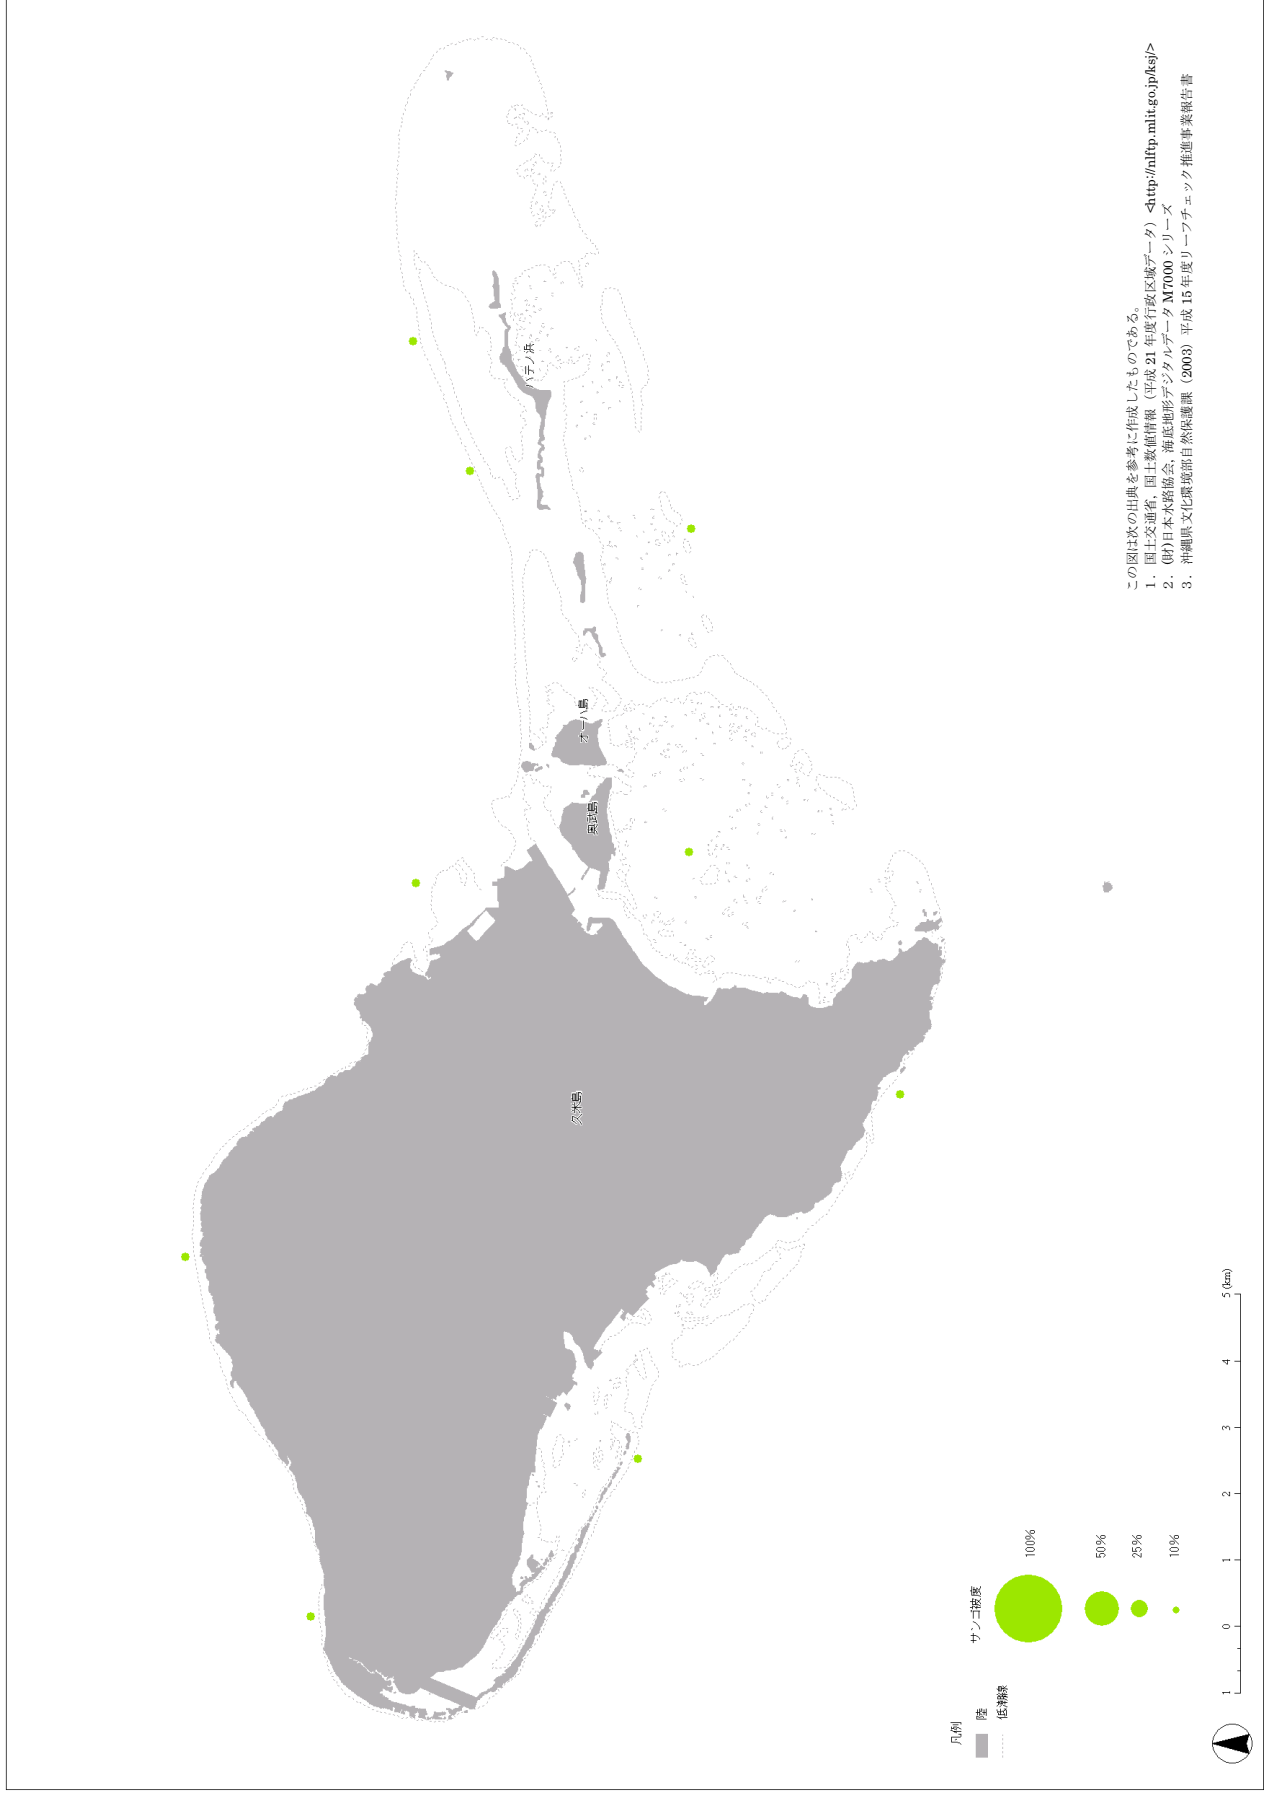 ハテノ浜
オーハ島
奥武島
久米島
この図は次の出典を参考に作成したものである。
1．国土交通省，国土数値情報（平成 21 年度行政区域データ）<http://nlftp.mlit.go.jp/ksj/>
2．(財)日本水路協会, 海底地形デジタルデータ M7000 シリーズ
3．沖縄県文化環境部自然保護課（2003）平成 15 年度リーフチェック推進事業報告書
凡例
陸
低潮線
サンゴ被度
100%
50%
25%
10%
1 0 1 2 3 4 5 (km)